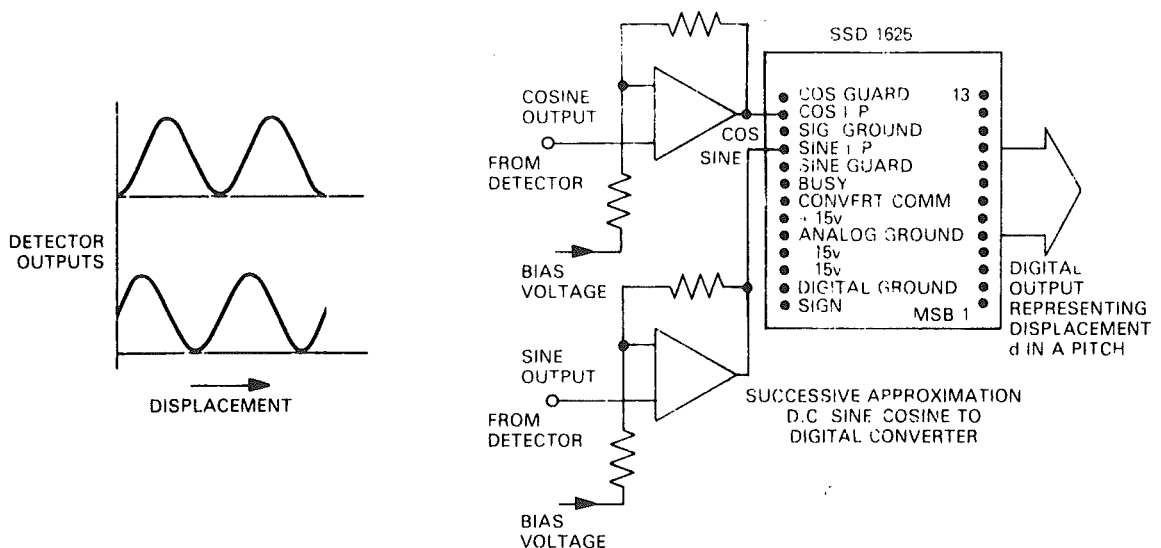 DETECTOR
OUTPUTS
DISPLACEMENT
COSINE
OUTPUT
FROM
DETECTOR
BIAS
VOLTAGE
SINE
OUTPUT
FROM
DETECTOR
BIAS
VOLTAGE
COS
SINE
SSD 1625
COS GUARD 13
COS I P
SIG GROUND
SINE I P
SINE GUARD
BUSY
CONVERT COMM
+ 15v
ANALOG GROUND
15v
15v
DIGITAL GROUND
SIGN
MSB 1
DIGITAL
OUTPUT
REPRESENTING
DISPLACEMENT
d IN A PITCH
SUCCESSIVE APPROXIMATION
D.C. SINE COSINE TO
DIGITAL CONVERTER